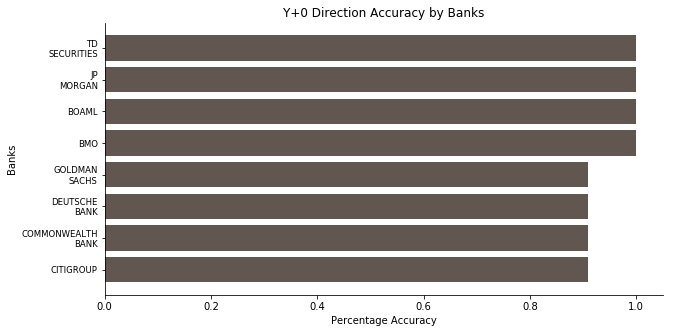 Y+0 Direction Accuracy by Banks
TD
SECURITIES
JP
MORGAN
BOAML
BMO
GOLDMAN
SACHS
DEUTSCHE
BANK
COMMONWEALTH
BANK
CITIGROUP
Banks
0.0 0.2 0.4 0.6 0.8 1.0
Percentage Accuracy